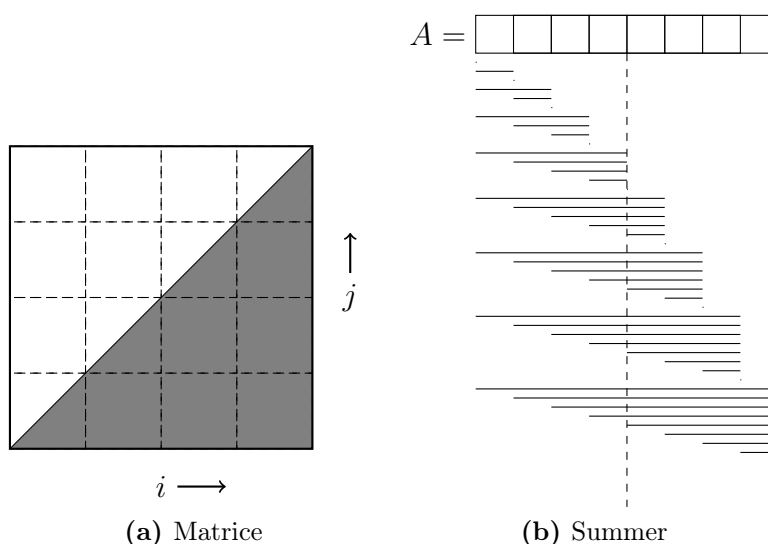 A =
j
i →
(a) Matrice
(b) Summer